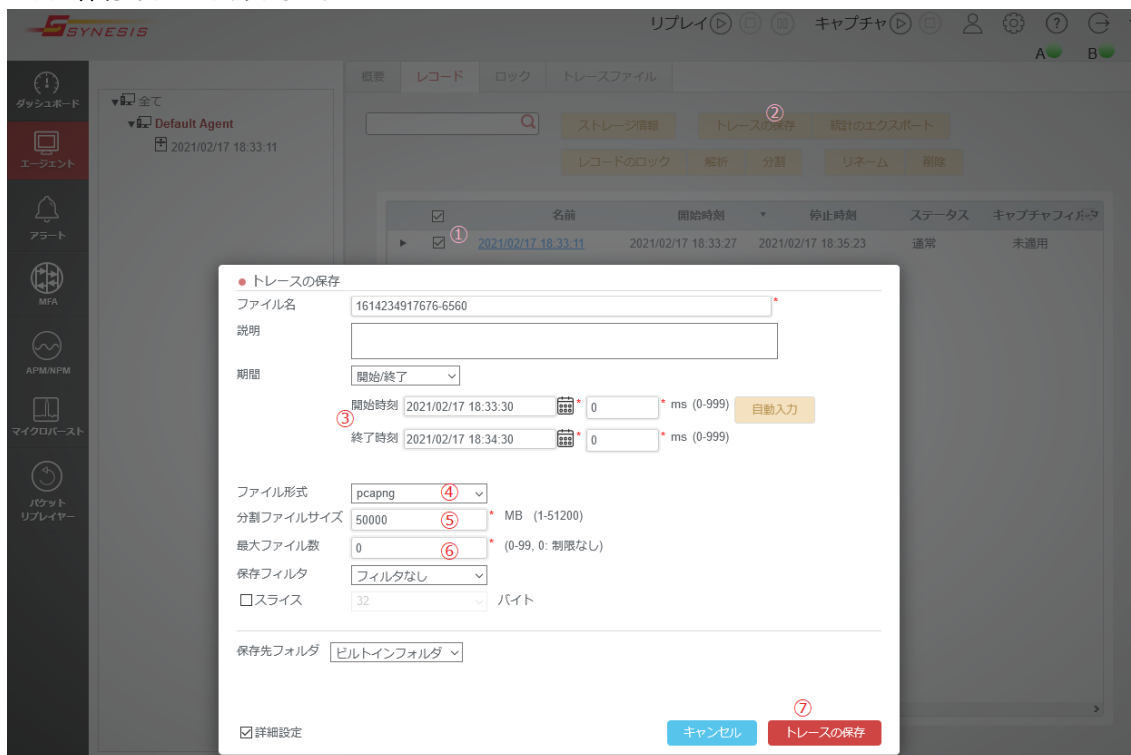 SYNESIS
リプレイ
キャプチャ
A
B
ダッシュボード
エージェント
アラート
MFA
APM/NPM
マイクロバースト
パケット
リプレイヤー
全て
Default Agent
2021/02/17 18:33:11
概要
レコード
ロック
トレースファイル
ストレージ情報
トレースの保存
②
統計のエクスポート
レコードのロック
解析
分割
リネーム
削除
名前
開始時刻
停止時刻
ステータス
①
2021/02/17 18:33:11
2021/02/17 18:33:27
2021/02/17 18:35:23
通常
未適用
トレースの保存
ファイル名
1614234917676-6560
*
説明
期間
開始/終了
③
開始時刻 2021/02/17 18:33:30 * 0 * ms (0-999)
自動入力
終了時刻 2021/02/17 18:34:30 * 0 * ms (0-999)
ファイル形式 pcapng ④
分割ファイルサイズ 50000 ⑤ * MB (1-51200)
最大ファイル数 0 ⑥ * (0-99, 0: 制限なし)
保存フィルタ フィルタなし
スライス 32 バイト
保存先フォルダ ビルトインフォルダ
⑦
詳細設定
キャンセル
トレースの保存